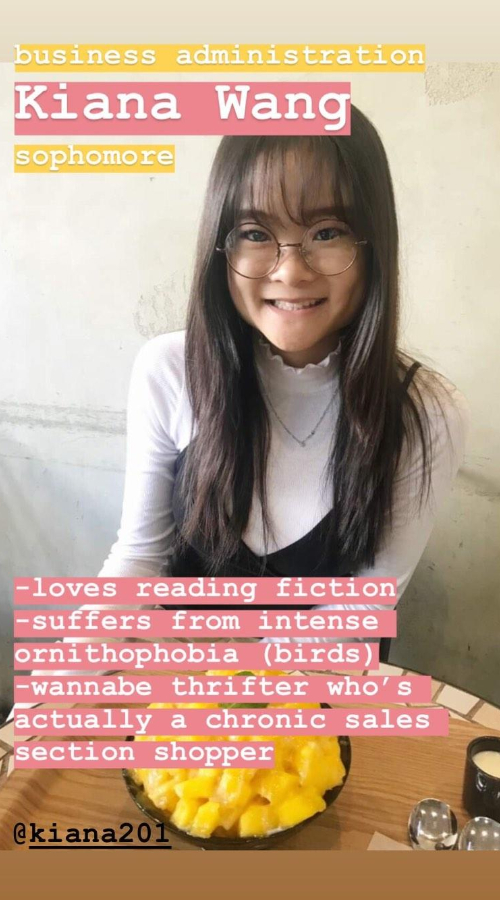 business administration
Kiana Wang
sophomore
-loves reading fiction
-suffers from intense
ornithophobia (birds)
-wannabe thrifter who's
actually a chronic sales
section shopper
@kiana201